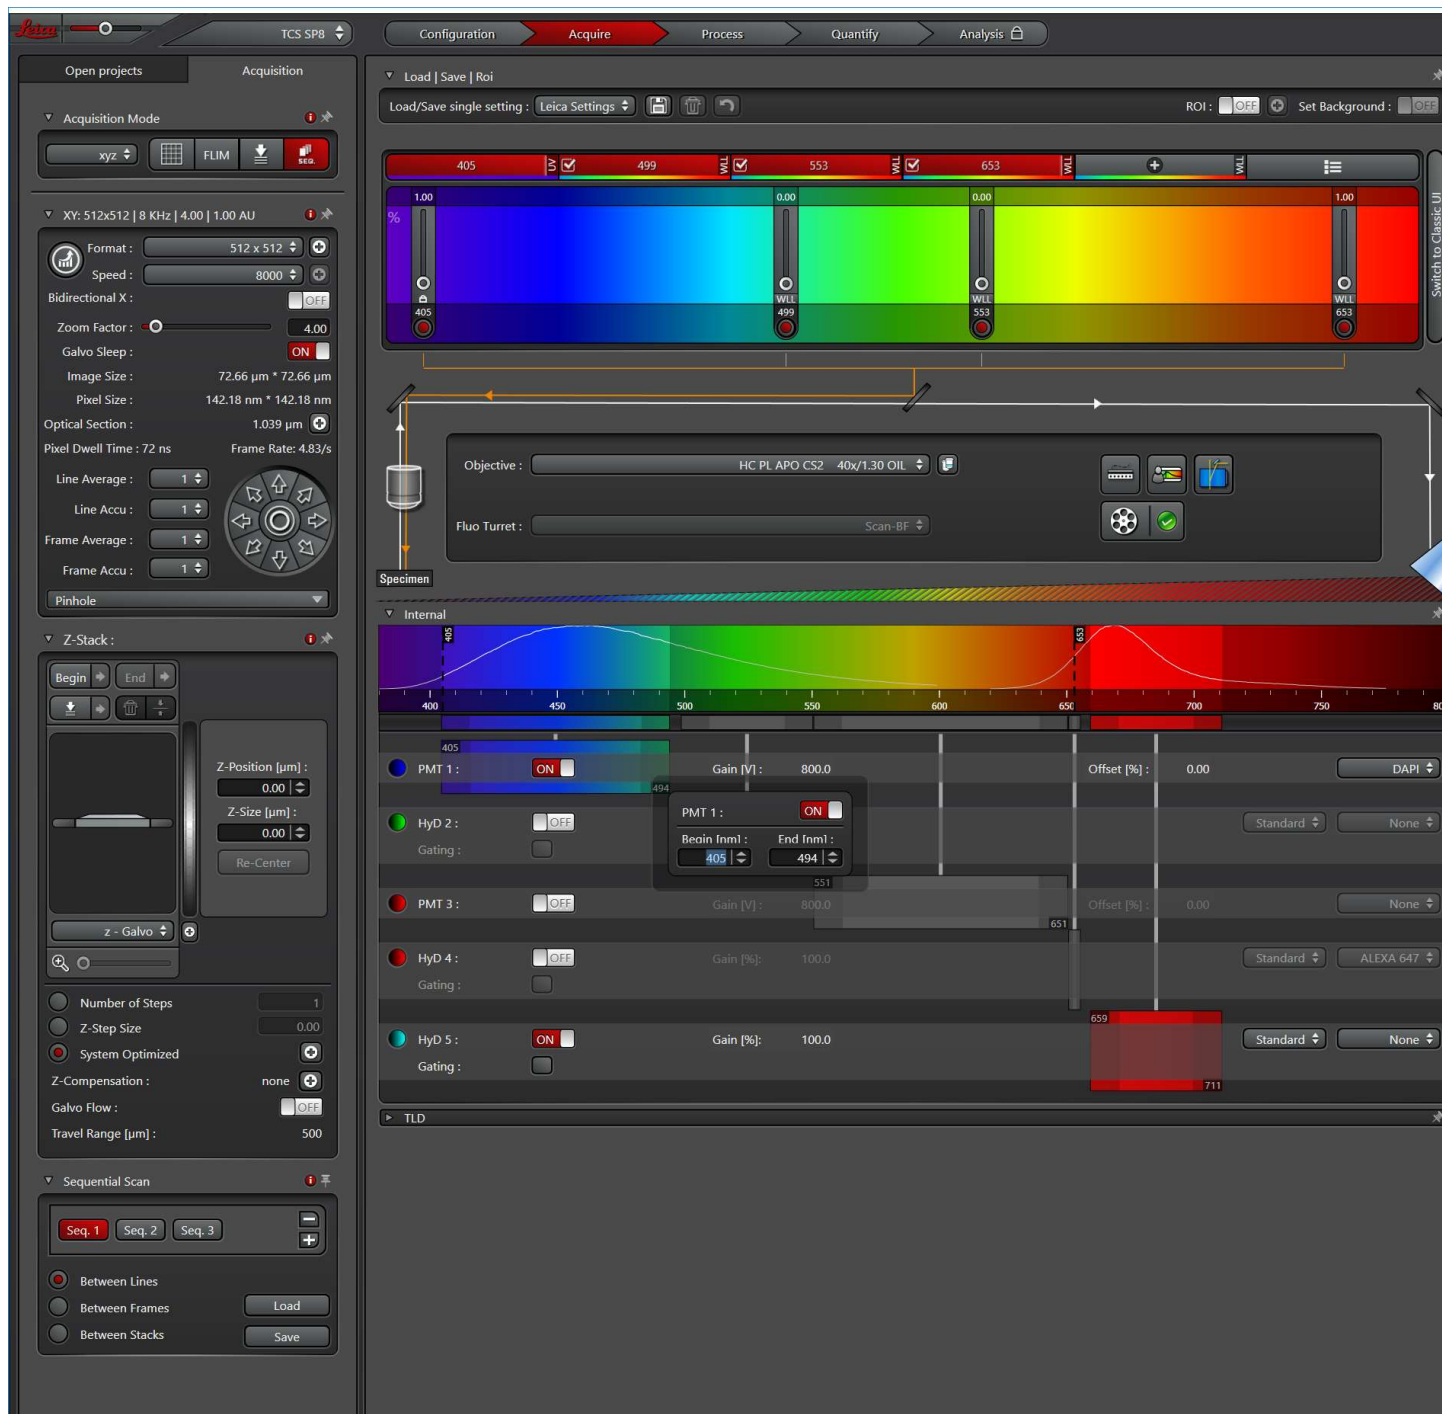 Leica
TCS SP8
Configuration
Acquire
Process
Quantify
Analysis
Open projects
Acquisition
Acquisition Mode
xyz
FLIM
SEQ.
XY: 512x512 | 8 KHz | 4.00 | 1.00 AU
Format : 512 x 512
Speed : 8000
Bidirectional X : OFF
Zoom Factor : 4.00
Galvo Sleep : ON
Image Size : 72.66 µm * 72.66 µm
Pixel Size : 142.18 nm * 142.18 nm
Optical Section : 1.039 µm
Pixel Dwell Time : 72 ns Frame Rate: 4.83/s
Line Average : 1
Line Accu : 1
Frame Average : 1
Frame Accu : 1
Pinhole
Z-Stack :
Begin End
Z-Position [µm] :
0.00
Z-Size [µm] :
0.00
Re-Center
z - Galvo
Number of Steps 1
Z-Step Size 0.00
System Optimized
Z-Compensation : none
Galvo Flow : OFF
Travel Range [µm] : 500
Sequential Scan
Seq. 1 Seq. 2 Seq. 3
Between Lines
Between Frames Load
Between Stacks Save
Load | Save | Roi
Load/Save single setting : Leica Settings ROI : OFF Set Background : OFF
405 UV 499 WLL 553 WLL 653 WLL WLL
1.00 0.00 0.00 1.00
%
WLL WLL WLL
405 499 553 653
Switch to Classic UI
Objective : HC PL APO CS2 40x/1.30 OIL
Fluo Turret : Scan-BF
Specimen
Internal
405 653
400 450 500 550 600 650 700 750
405
PMT 1 : ON Gain [V] : 800.0 Offset [%] : 0.00 DAPI
494
PMT 1 : ON
Begin [nm] : End [nm] :
405 494
HyD 2 : OFF Standard None
Gating :
551
PMT 3 : OFF Gain [V] : 800.0 Offset [%] : 0.00 None
651
HyD 4 : OFF Gain [%]: 100.0 Standard ALEXA 647
Gating :
659
HyD 5 : ON Gain [%]: 100.0 Standard None
Gating :
711
TLD